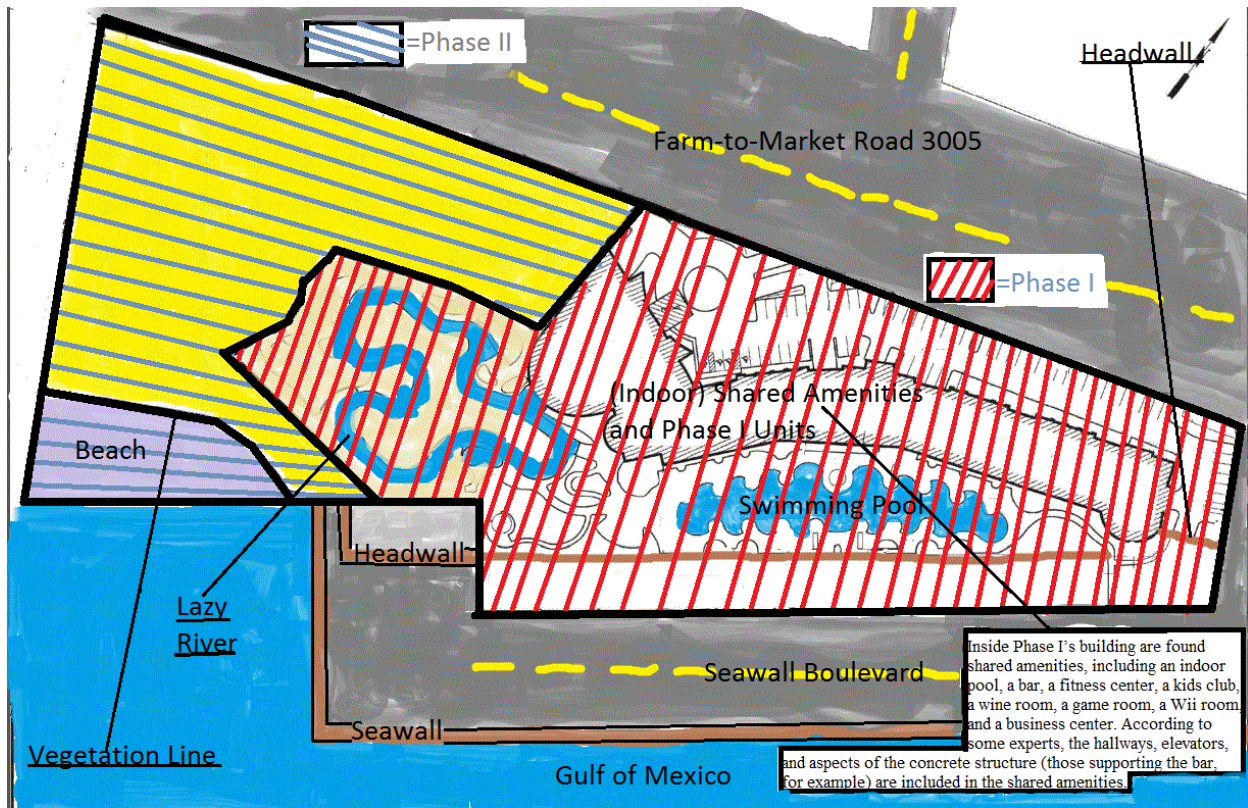 =Phase II
Headwall
Farm-to-Market Road 3005
=Phase I
(Indoor) Shared Amenities
and Phase I Units
Beach
Swimming Pool
Headwall
Lazy
River
Seawall Boulevard
Seawall
Vegetation Line
Gulf of Mexico
Inside Phase I's building are found
shared amenities, including an indoor
pool, a bar, a fitness center, a kids club,
a wine room, a game room, a Wii room,
and a business center. According to
some experts, the hallways, elevators,
and aspects of the concrete structure (those supporting the bar,
for example) are included in the shared amenities.